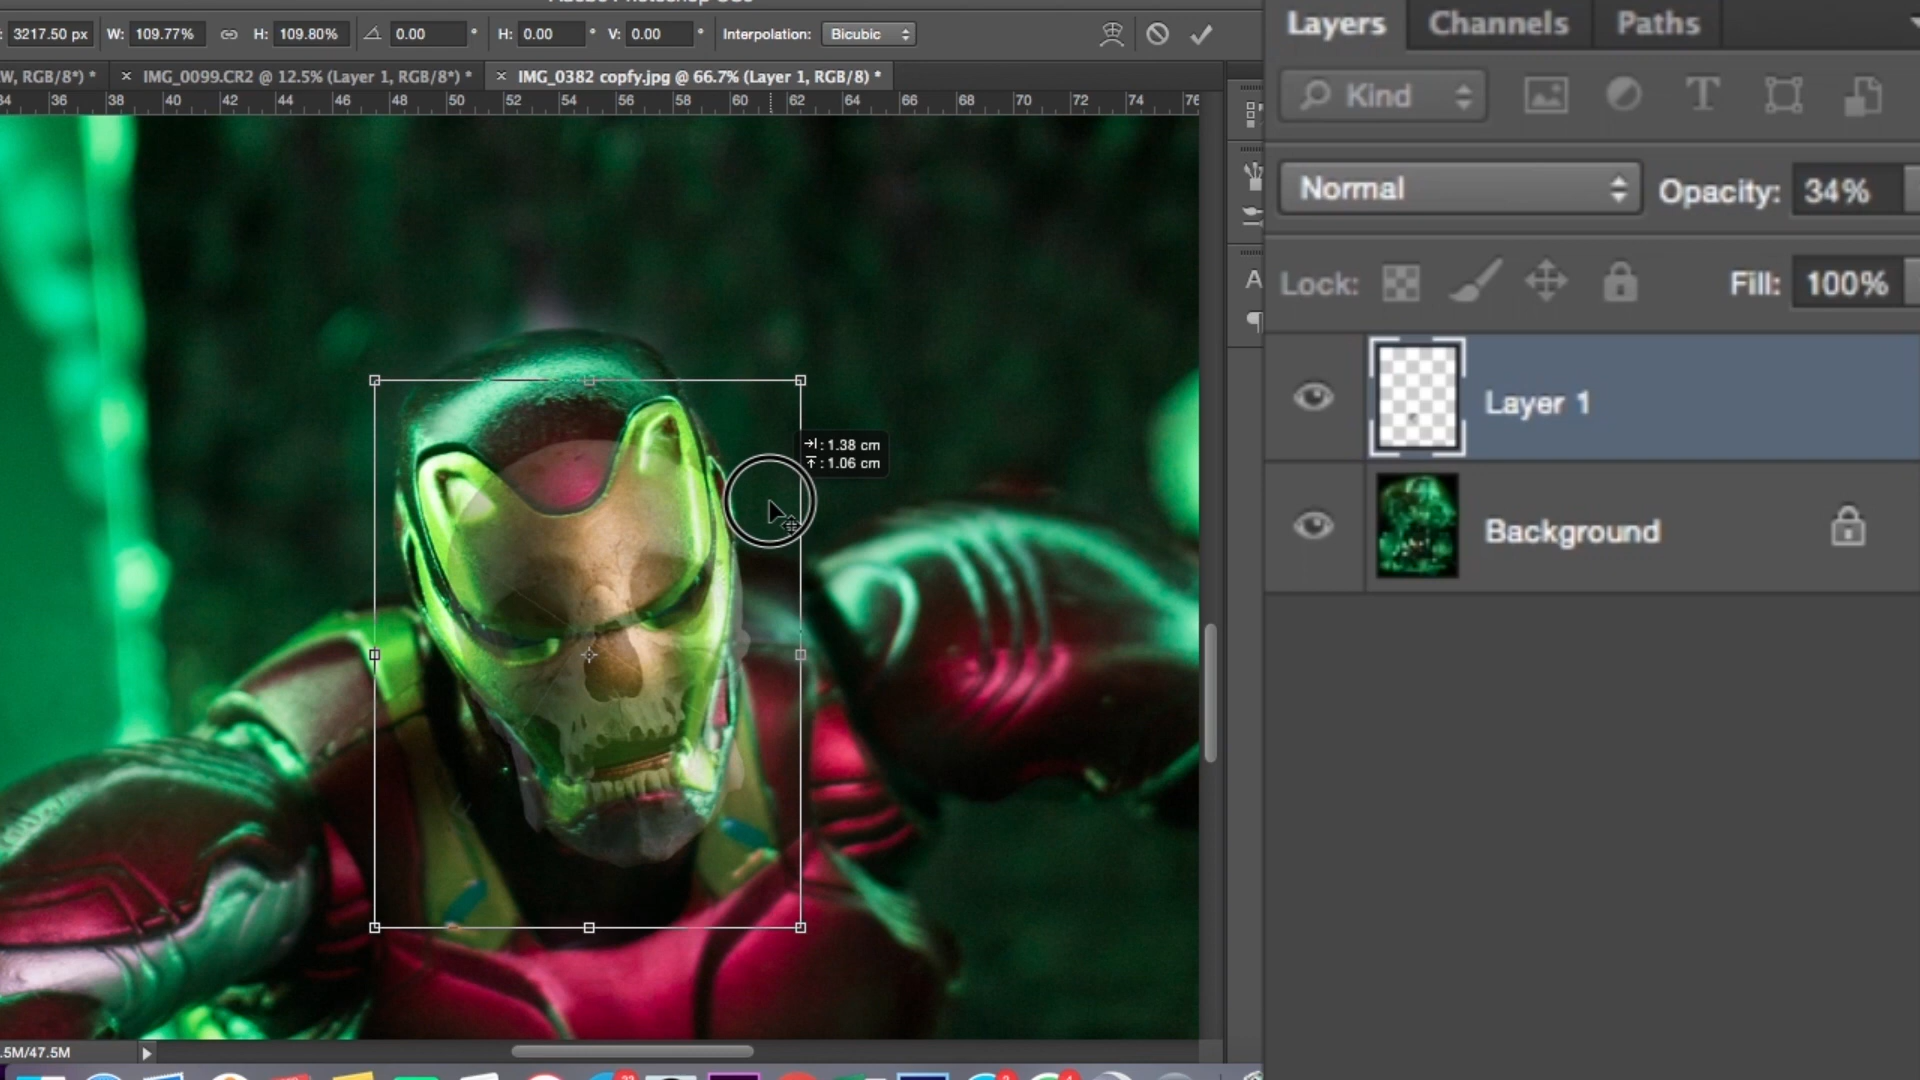 3217.50 px W: 109.77% H: 109.80% 0.00 ° H: 0.00 ° V: 0.00 ° Interpolation: Bicubic
W, RGB/8*) * × IMG_0099.CR2 @ 12.5% (Layer 1, RGB/8*) * × IMG_0382 copfy.jpg @ 66.7% (Layer 1, RGB/8) *
34 36 38 40 42 44 46 48 50 52 54 56 58 60 62 64 66 68 70 72 74 76
: 1.38 cm
: 1.06 cm
.5M/47.5M
Layers Channels Paths
Kind
Normal Opacity: 34%
Lock: Fill: 100%
Layer 1
Background